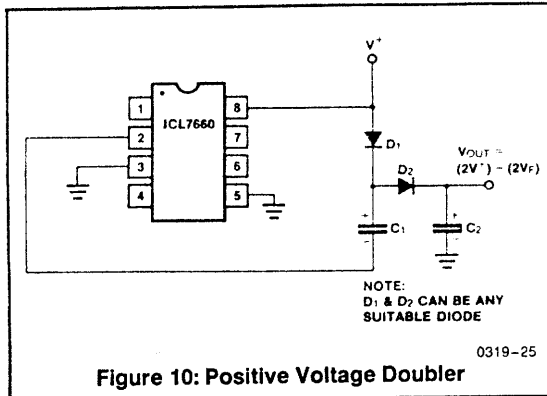 V+
1
2
3
4
ICL7660
8
7
6
5
D1
D2
VOUT =
(2V+) – (2VF)
+
C1
-
+
C2
-
NOTE:
D1 & D2 CAN BE ANY
SUITABLE DIODE
0319-25
Figure 10: Positive Voltage Doubler